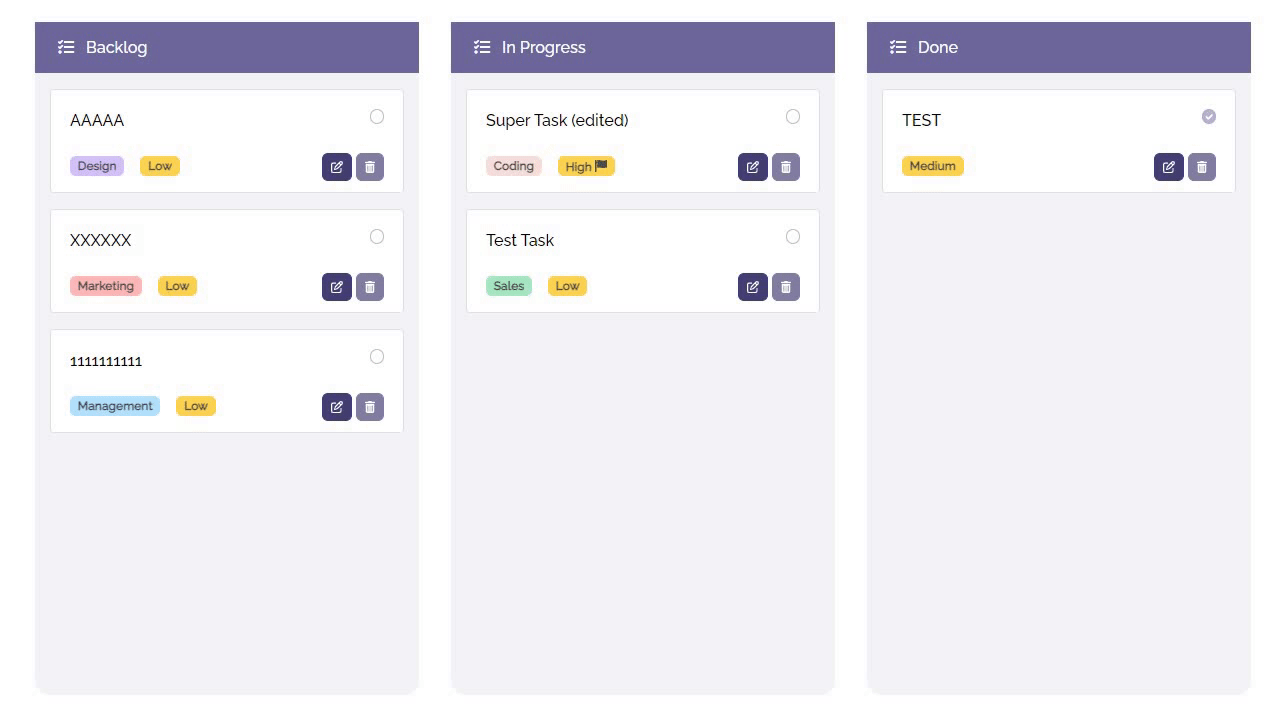 Backlog
AAAAA
Design Low
XXXXXX
Marketing Low
1111111111
Management Low
In Progress
Super Task (edited)
Coding High
Test Task
Sales Low
Done
TEST
Medium